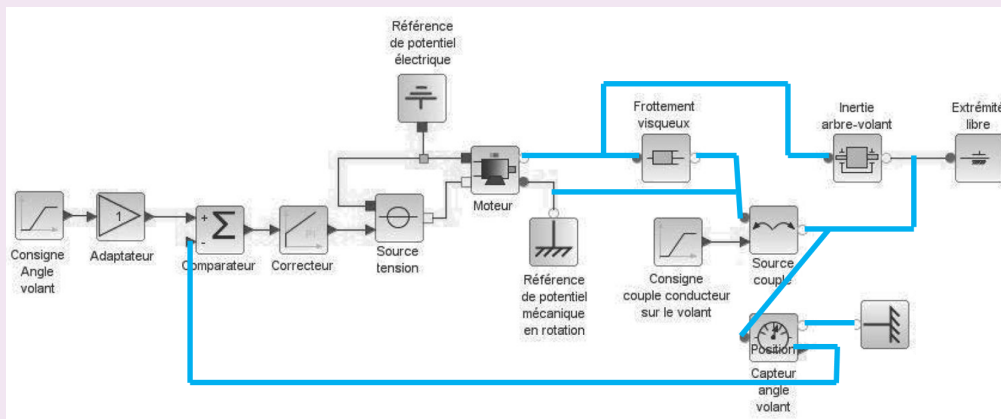 Référence
de potentiel
électrique
Frottement
visqueux
Inertie
arbre-volant
Extrémité
libre
Moteur
1
+
-
Σ
PI
Consigne
Angle
volant
Adaptateur
Comparateur
Correcteur
Source
tension
Référence
de potentiel
mécanique
en rotation
Consigne
couple conducteur
sur le volant
Source
couple
Position
Capteur
angle
volant